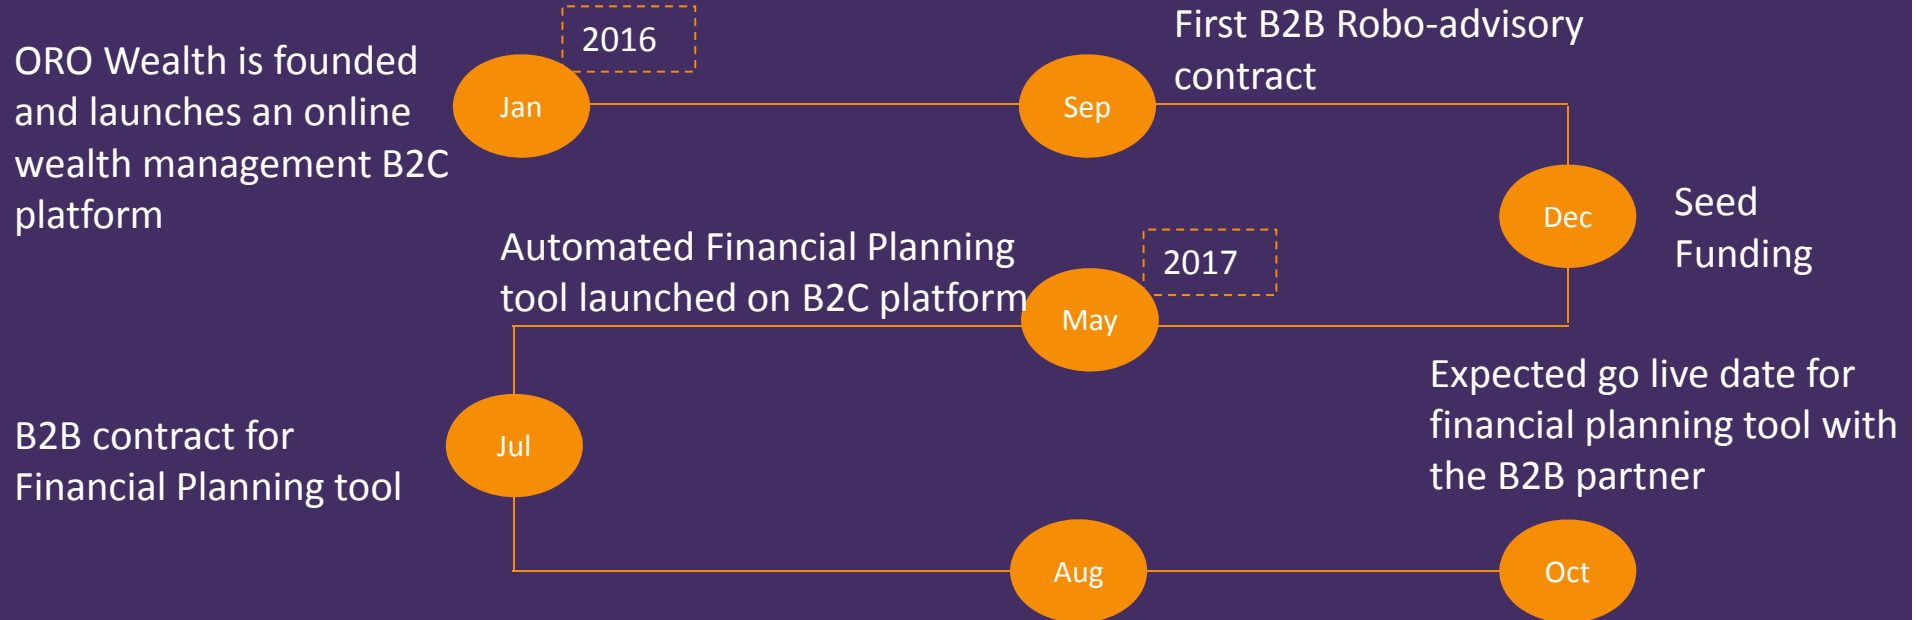 ORO Wealth is founded
and launches an online
wealth management B2C
platform
Jan
2016
Sep
First B2B Robo-advisory
contract
Dec
Seed
Funding
Automated Financial Planning
tool launched on B2C platform
May
2017
Jul
B2B contract for
Financial Planning tool
Aug
Oct
Expected go live date for
financial planning tool with
the B2B partner